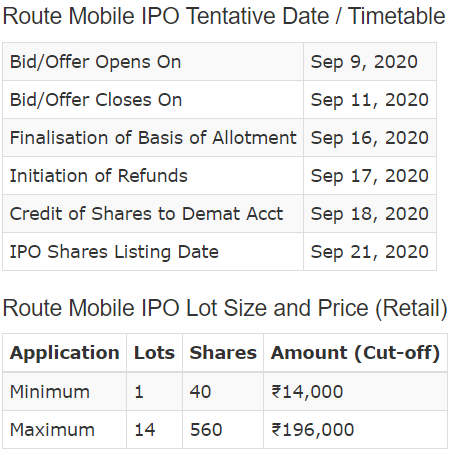 Route Mobile IPO Tentative Date / Timetable
Bid/Offer Opens On Sep 9, 2020
Bid/Offer Closes On Sep 11, 2020
Finalisation of Basis of Allotment Sep 16, 2020
Initiation of Refunds Sep 17, 2020
Credit of Shares to Demat Acct Sep 18, 2020
IPO Shares Listing Date Sep 21, 2020
Route Mobile IPO Lot Size and Price (Retail)
Application Lots Shares Amount (Cut-off)
Minimum 1 40 ₹14,000
Maximum 14 560 ₹196,000